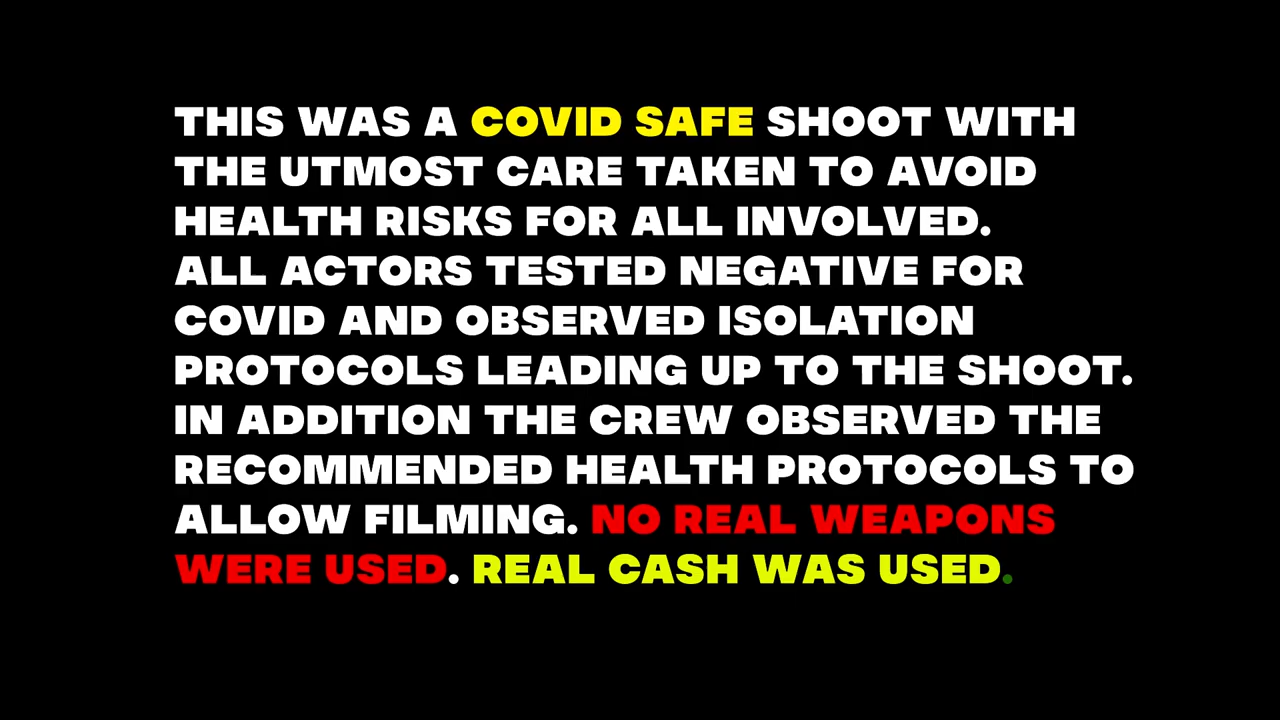 THIS WAS A COVID SAFE SHOOT WITH
THE UTMOST CARE TAKEN TO AVOID
HEALTH RISKS FOR ALL INVOLVED.
ALL ACTORS TESTED NEGATIVE FOR
COVID AND OBSERVED ISOLATION
PROTOCOLS LEADING UP TO THE SHOOT.
IN ADDITION THE CREW OBSERVED THE
RECOMMENDED HEALTH PROTOCOLS TO
ALLOW FILMING. NO REAL WEAPONS
WERE USED. REAL CASH WAS USED.